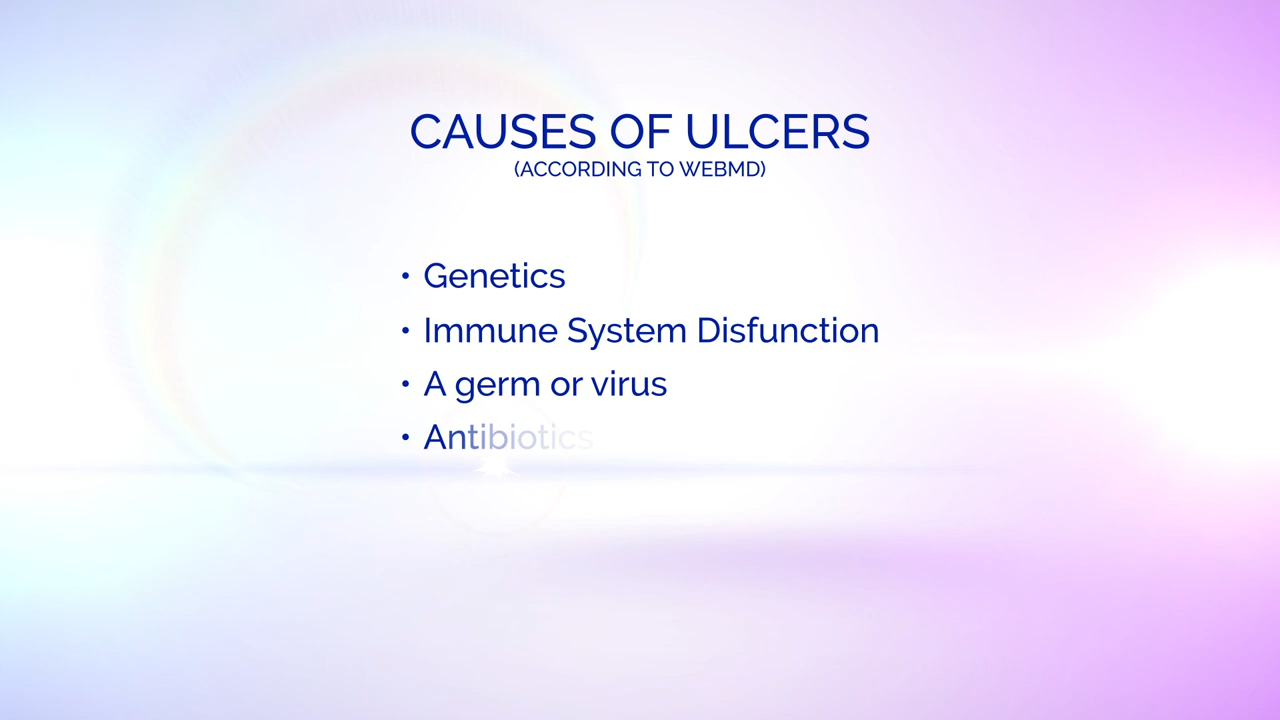 CAUSES OF ULCERS
(ACCORDING TO WEBMD)
• Genetics
• Immune System Disfunction
• A germ or virus
• Antibiotics